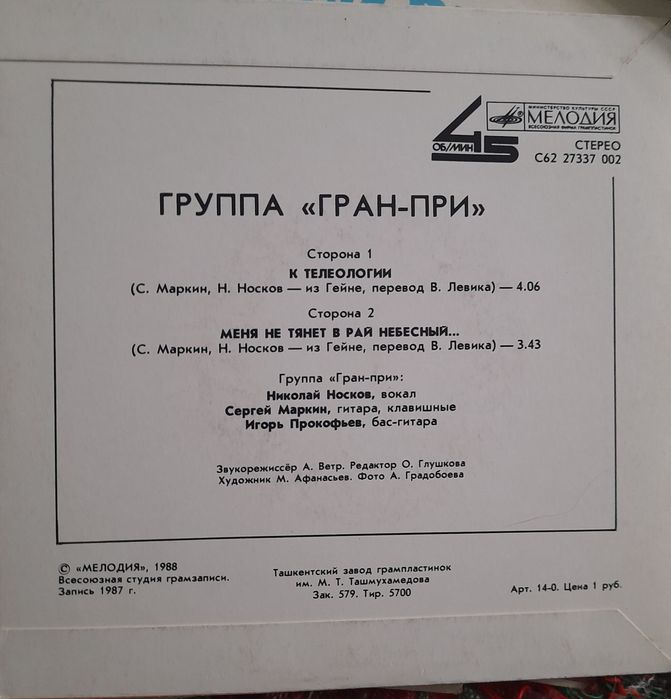 45
ОБ/МИН
МИНИСТЕРСТВО КУЛЬТУРЫ СССР
МЕЛОДИЯ
ВСЕСОЮЗНАЯ ФИРМА ГРАМПЛАСТИНОК
СТЕРЕО
С62 27337 002
ГРУППА «ГРАН-ПРИ»
Сторона 1
К ТЕЛЕОЛОГИИ
(С. Маркин, Н. Носков — из Гейне, перевод В. Левика) — 4.06
Сторона 2
МЕНЯ НЕ ТЯНЕТ В РАЙ НЕБЕСНЫЙ...
(С. Маркин, Н. Носков — из Гейне, перевод В. Левика) — 3.43
Группа «Гран-при»:
Николай Носков, вокал
Сергей Маркин, гитара, клавишные
Игорь Прокофьев, бас-гитара
Звукорежиссёр А. Ветр. Редактор О. Глушкова
Художник М. Афанасьев. Фото А. Градобоева
© «МЕЛОДИЯ», 1988
Всесоюзная студия грамзаписи.
Запись 1987 г.
Ташкентский завод грампластинок
им. М. Т. Ташмухамедова
Зак. 579. Тир. 5700
Арт. 14-0. Цена 1 руб.